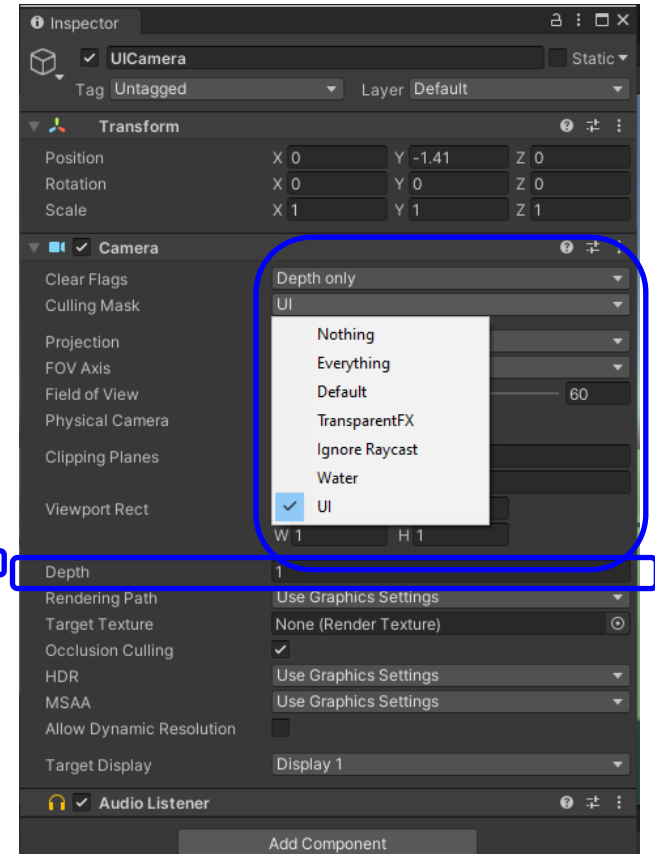 Inspector
UICamera Static
Tag Untagged Layer Default
Transform
Position X 0 Y -1.41 Z 0
Rotation X 0 Y 0 Z 0
Scale X 1 Y 1 Z 1
Camera
Clear Flags Depth only
Culling Mask UI
Nothing
Projection
Everything
FOV Axis
Default
Field of View 60
TransparentFX
Physical Camera
Ignore Raycast
Clipping Planes
Water
Viewport Rect UI
W 1 H 1
Depth 1
Rendering Path Use Graphics Settings
Target Texture None (Render Texture)
Occlusion Culling
HDR Use Graphics Settings
MSAA Use Graphics Settings
Allow Dynamic Resolution
Target Display Display 1
Audio Listener
Add Component